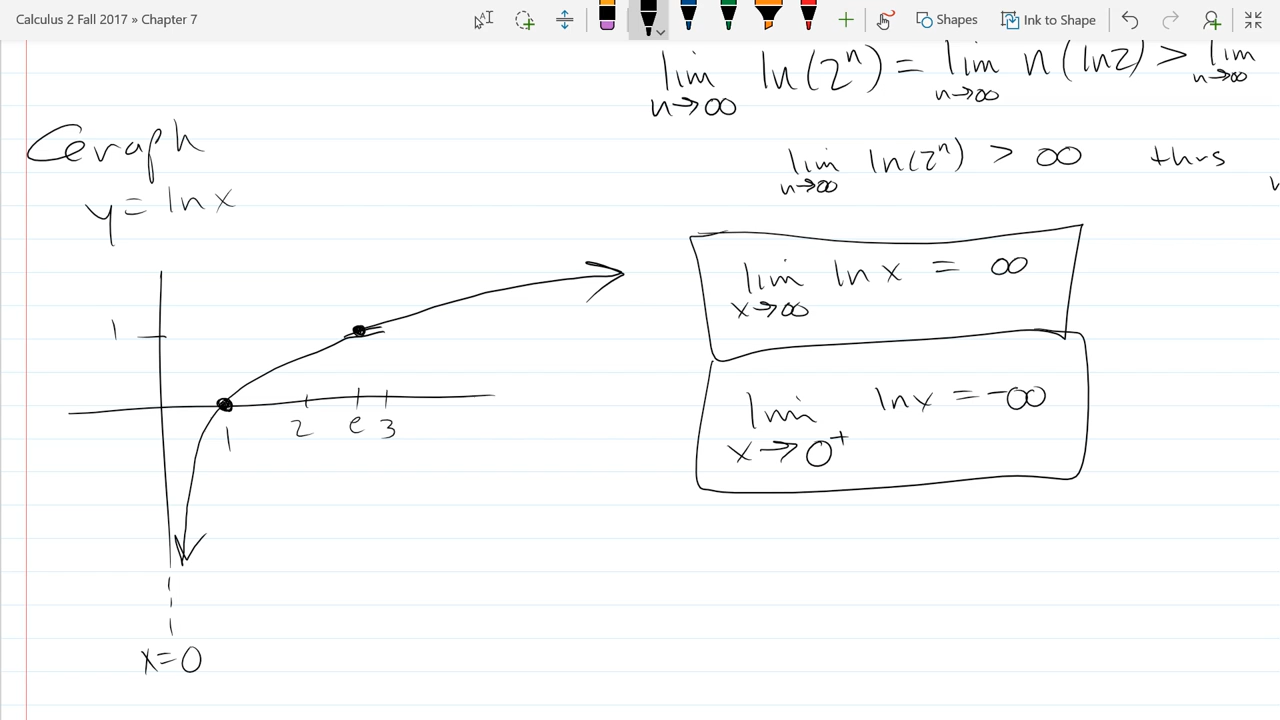 Calculus 2 Fall 2017 » Chapter 7
Shapes
Ink to Shape
lim ln(2ⁿ) = lim n(ln2) > lim
n→∞ n→∞ n→∞
Graph
y = ln x
lim ln(2ⁿ) > ∞ thus
n→∞
lim ln x = ∞
x→∞
1
lim ln x = -∞
x→0⁺
1 2 e 3
x=0